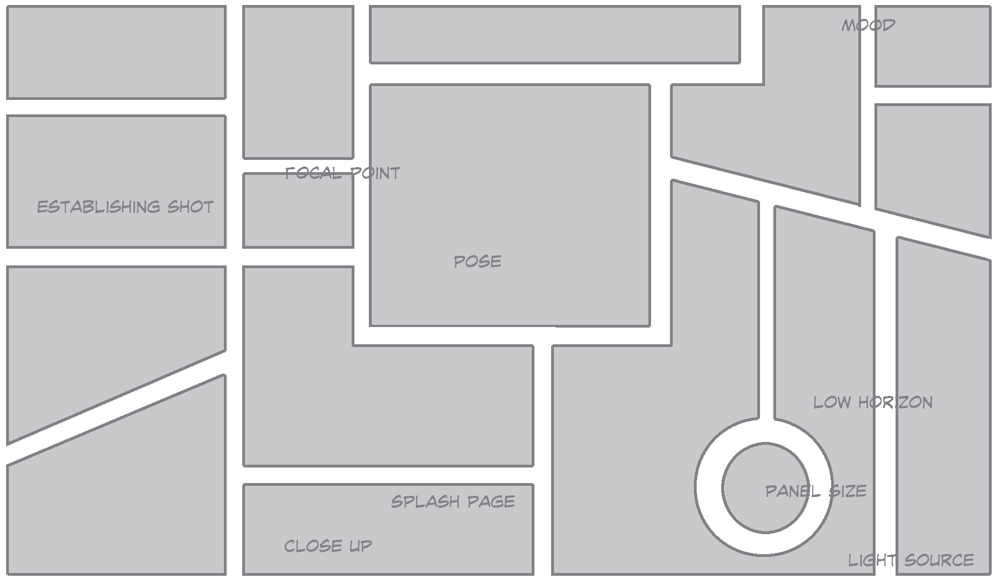 MOOD
FOCAL POINT
ESTABLISHING SHOT
POSE
LOW HORIZON
PANEL SIZE
SPLASH PAGE
CLOSE UP
LIGHT SOURCE